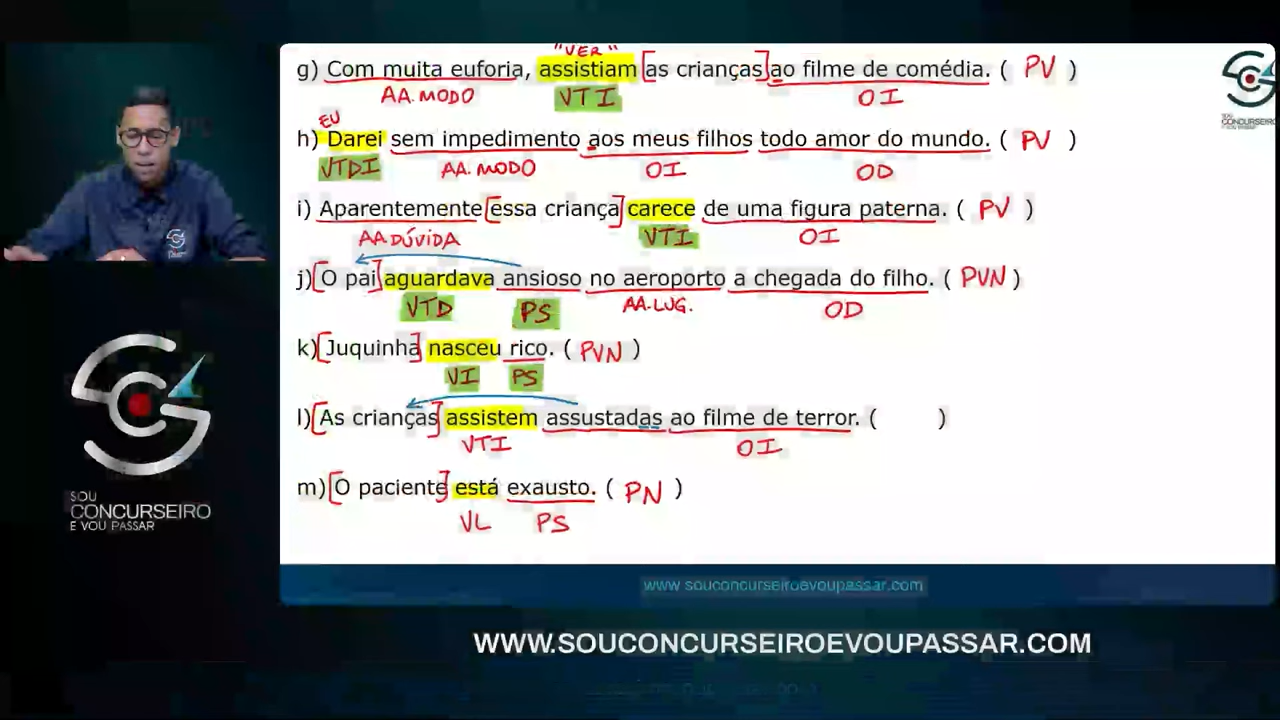 "VER"
g) Com muita euforia, assistiam [as crianças] ao filme de comédia. ( PV )
AA. MODO VTI OI
EU
h) Darei sem impedimento aos meus filhos todo amor do mundo. ( PV )
VTDI AA. MODO OI OD
i) Aparentemente [essa criança] carece de uma figura paterna. ( PV )
AA DÚVIDA VTI OI
j) [O pai] aguardava ansioso no aeroporto a chegada do filho. ( PVN )
VTD PS AA. LUG. OD
k) [Juquinha] nasceu rico. ( PVN )
VI PS
l) [As crianças] assistem assustadas ao filme de terror. ( )
VTI OI
m) [O paciente] está exausto. ( PN )
VL PS
SOU
CONCURSEIRO
E VOU PASSAR
www.souconcurseiroevoupassar.com
WWW.SOUCONCURSEIROEVOUPASSAR.COM